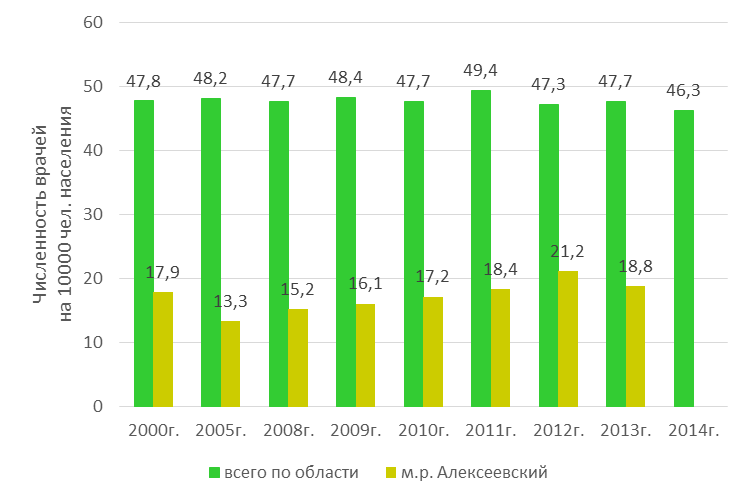 Численность врачей
на 10000 чел. населения
60
50
40
30
20
10
0
47,8 48,2 47,7 48,4 47,7 49,4 47,3 47,7 46,3
17,9 13,3 15,2 16,1 17,2 18,4 21,2 18,8
2000г. 2005г. 2008г. 2009г. 2010г. 2011г. 2012г. 2013г. 2014г.
всего по области м.р. Алексеевский